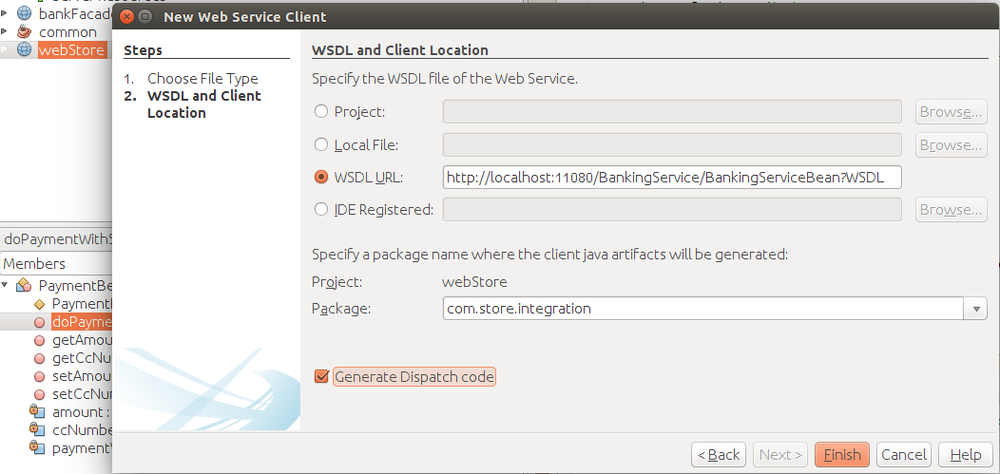 bankFacad
common
webStore
doPaymentWithS
Members
PaymentBe
Payment
doPayme
getAmou
getCcNu
setAmou
setCcNu
amount :
ccNumbe
payment
New Web Service Client
Steps
1. Choose File Type
2. WSDL and Client
Location
WSDL and Client Location
Specify the WSDL file of the Web Service.
Project: Browse...
Local File: Browse...
WSDL URL: http://localhost:11080/BankingService/BankingServiceBean?WSDL
IDE Registered: Browse...
Specify a package name where the client java artifacts will be generated:
Project: webStore
Package: com.store.integration
Generate Dispatch code
< Back Next > Finish Cancel Help